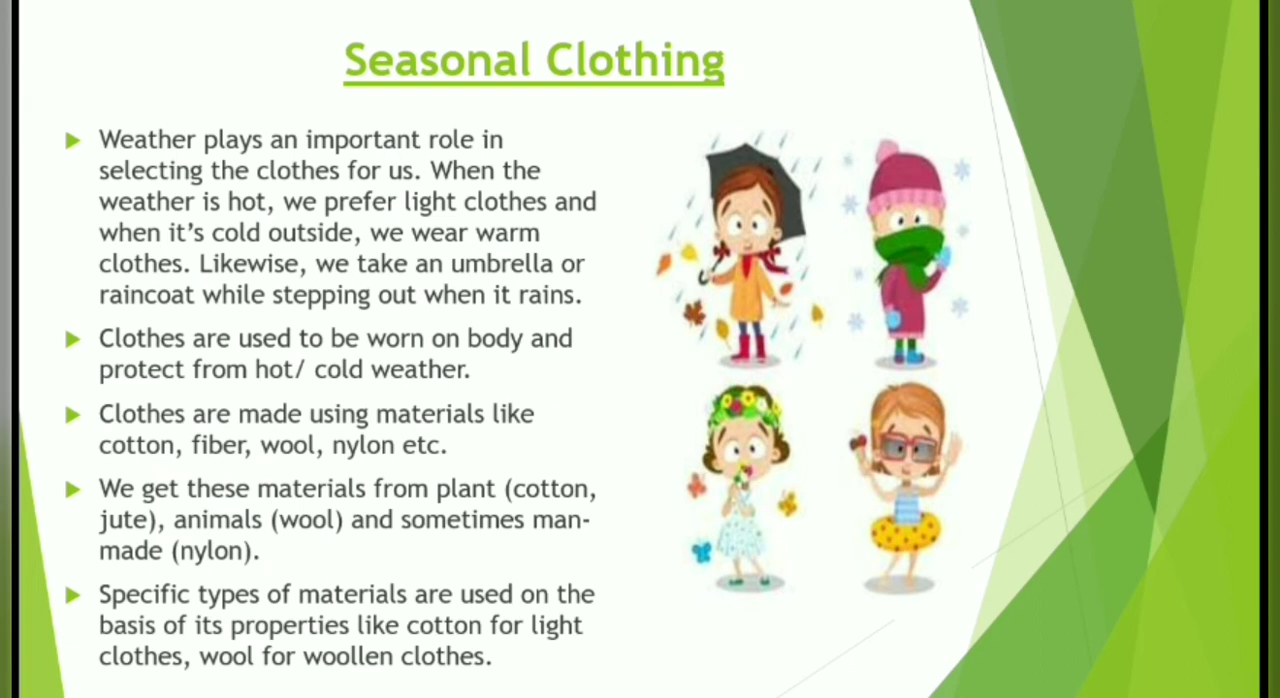 Seasonal Clothing
Weather plays an important role in
selecting the clothes for us. When the
weather is hot, we prefer light clothes and
when it's cold outside, we wear warm
clothes. Likewise, we take an umbrella or
raincoat while stepping out when it rains.
Clothes are used to be worn on body and
protect from hot/ cold weather.
Clothes are made using materials like
cotton, fiber, wool, nylon etc.
We get these materials from plant (cotton,
jute), animals (wool) and sometimes man-
made (nylon).
Specific types of materials are used on the
basis of its properties like cotton for light
clothes, wool for woollen clothes.